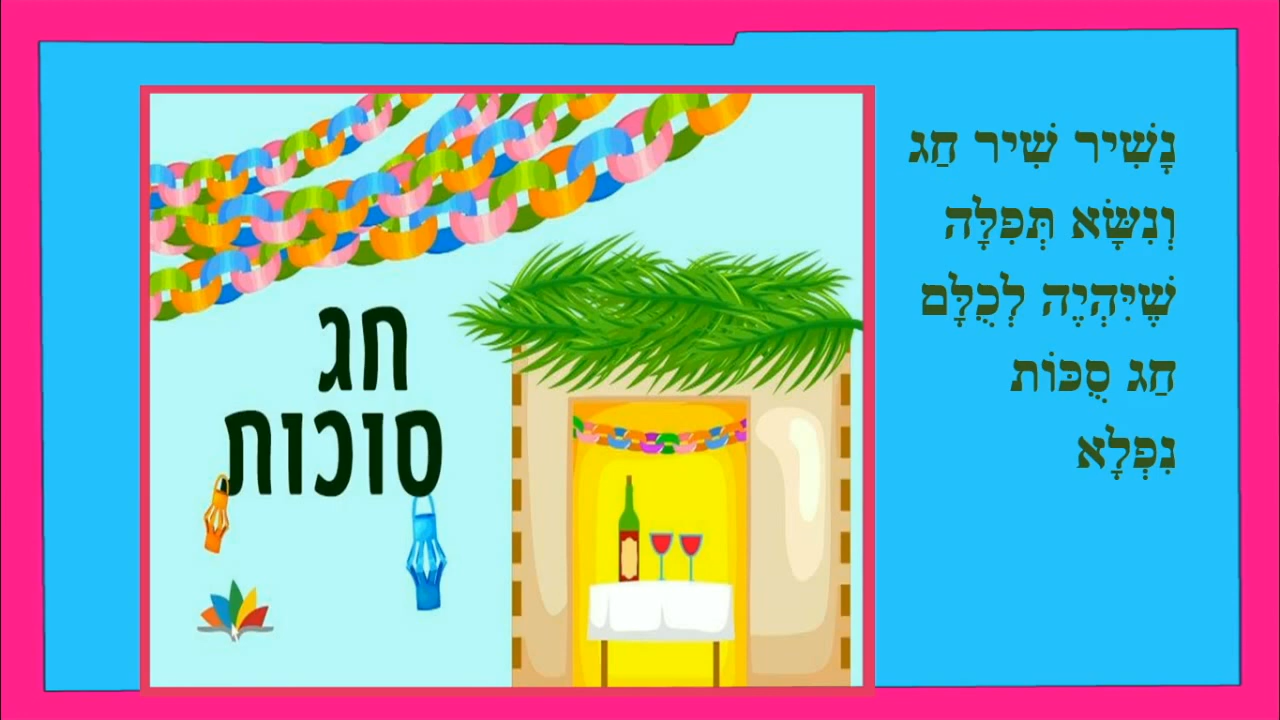 נָשִׁיר שִׁיר חַג
וְנִשָּׂא תְּפִלָּה
שֶׁיִּהְיֶה לְכֻלָּם
חַג סֻכּוֹת
נִפְלָא
חג
סוכות